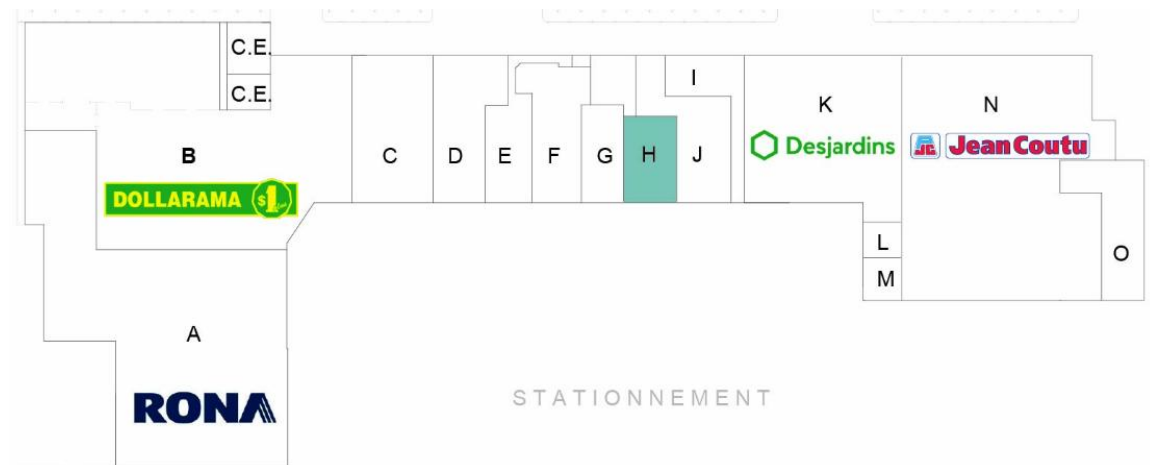 C.E.
C.E.
I
K
N
Desjardins
JC Jean Coutu
B
C
D
E
F
G
H
J
DOLLARAMA $1
L
O
M
A
RONA
STATIONNEMENT